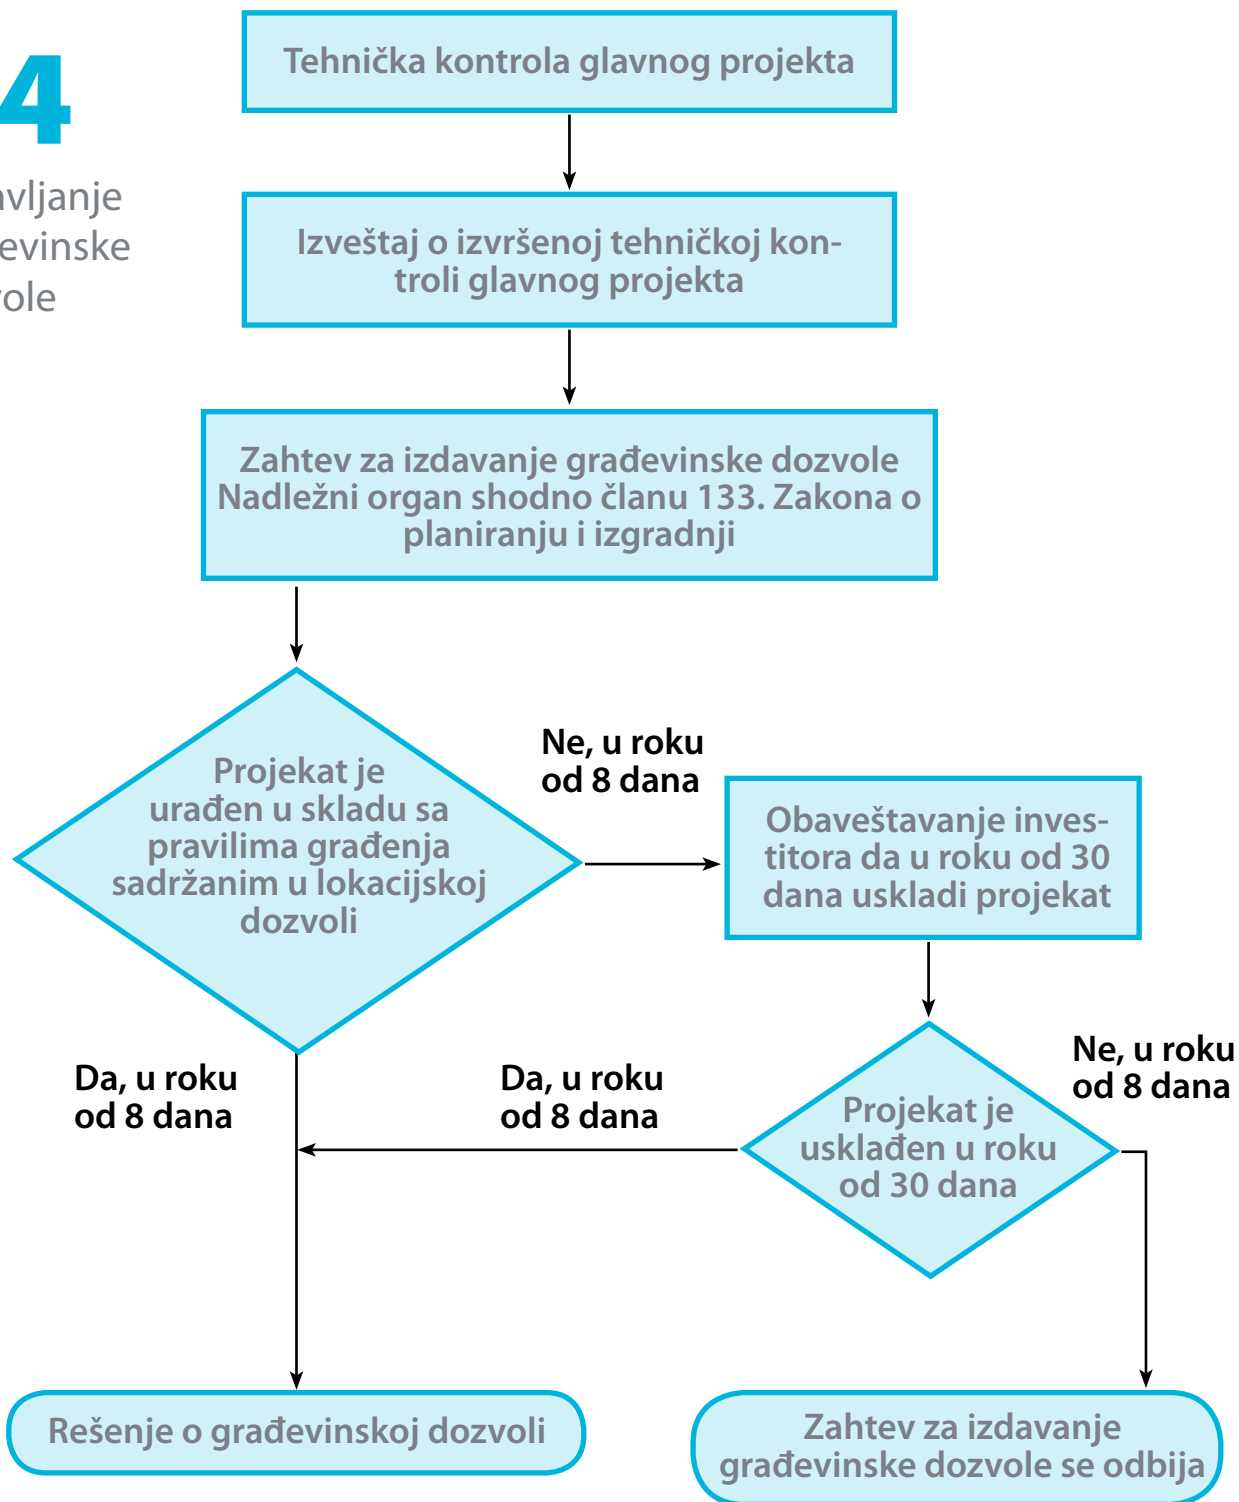 Tehnička kontrola glavnog projekta
4
avljanje
evinske
vole
Izveštaj o izvršenoj tehničkoj kon-
troli glavnog projekta
Zahtev za izdavanje građevinske dozvole
Nadležni organ shodno članu 133. Zakona o
planiranju i izgradnji
Projekat je
urađen u skladu sa
pravilima građenja
sadržanim u lokacijskoj
dozvoli
Ne, u roku
od 8 dana
Obaveštavanje inves-
titora da u roku od 30
dana uskladi projekat
Da, u roku
od 8 dana
Da, u roku
od 8 dana
Projekat je
usklađen u roku
od 30 dana
Ne, u roku
od 8 dana
Rešenje o građevinskoj dozvoli
Zahtev za izdavanje
građevinske dozvole se odbija